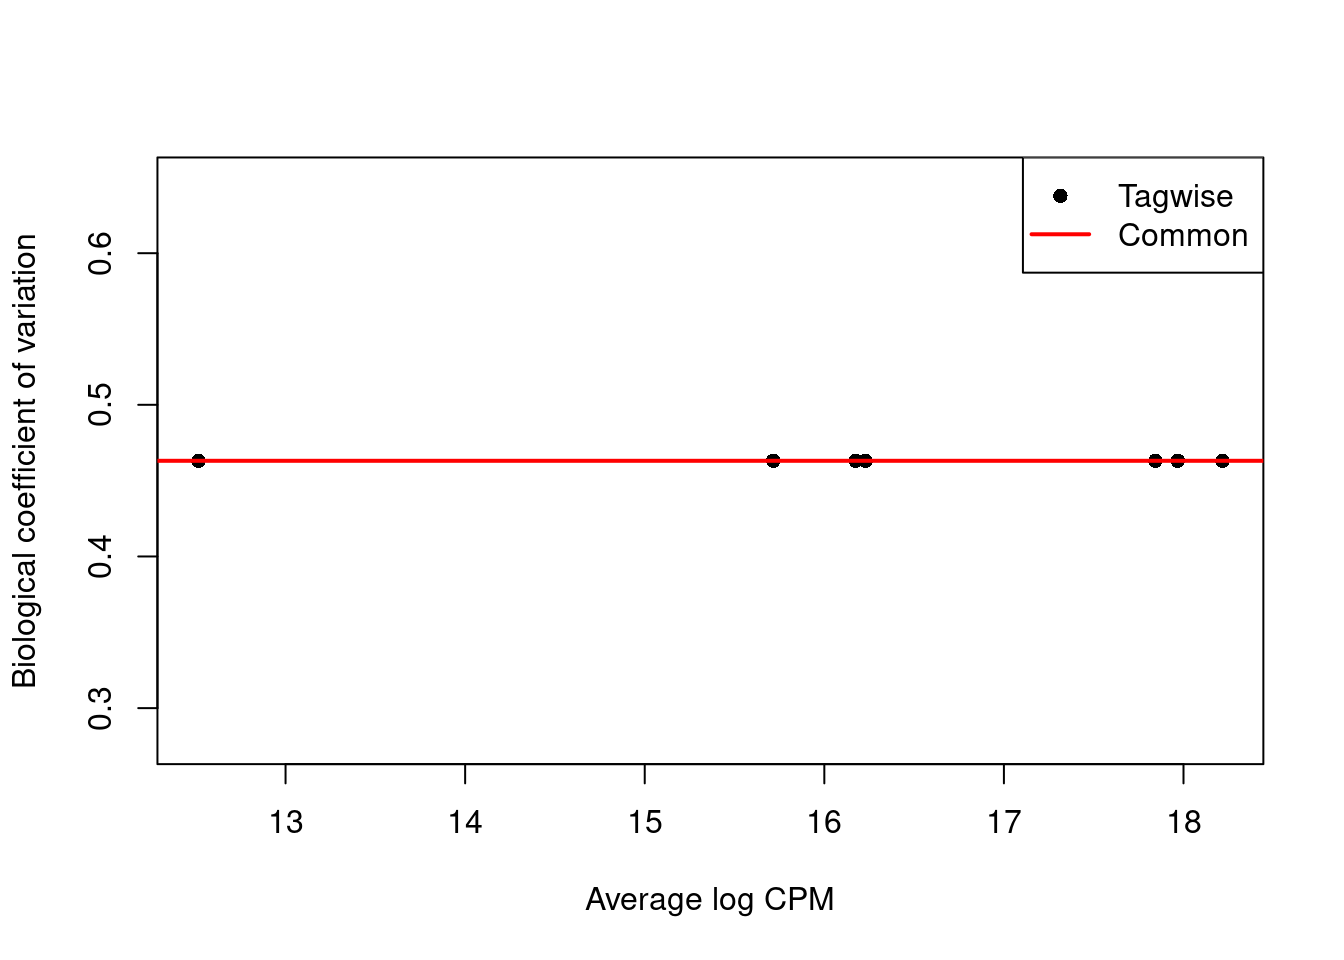 Tagwise
Common
Biological coefficient of variation
0.6
0.5
0.4
0.3
13 14 15 16 17 18
Average log CPM